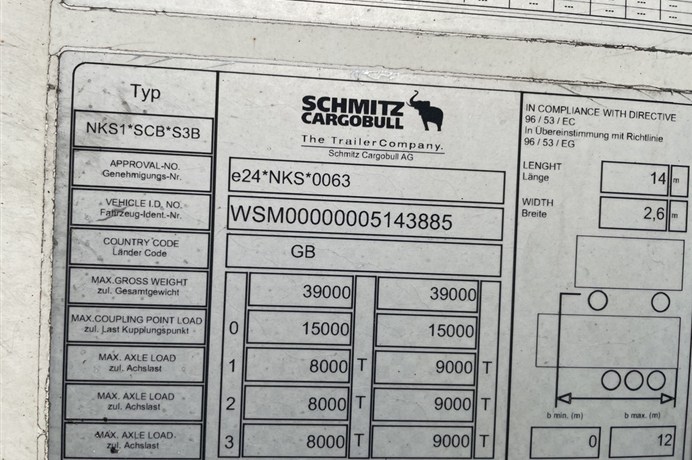 Typ
NKS1*SCB*S3B
SCHMITZ
CARGOBULL
The TrailerCompany.
Schmitz Cargobull AG
IN COMPLIANCE WITH DIRECTIVE
96 / 53 / EC
In Übereinstimmung mit Richtlinie
96 / 53 / EG
APPROVAL-NO.
Genehmigungs-Nr.
e24*NKS*0063
LENGHT
Länge
14 m
VEHICLE I.D. NO.
Fahrzeug-Ident.-Nr.
WSM00000005143885
WIDTH
Breite
2,6 m
COUNTRY CODE
Länder Code
GB
MAX.GROSS WEIGHT
zul. Gesamtgewicht
39000 39000
MAX.COUPLING POINT LOAD
zul. Last Kupplungspunkt
0 15000 15000
MAX. AXLE LOAD
zul. Achslast
1 8000 T 9000 T
MAX. AXLE LOAD
zul. Achslast
2 8000 T 9000 T
b min. (m) b max. (m)
MAX. AXLE LOAD
zul. Achslast
3 8000 T 9000 T
0 12